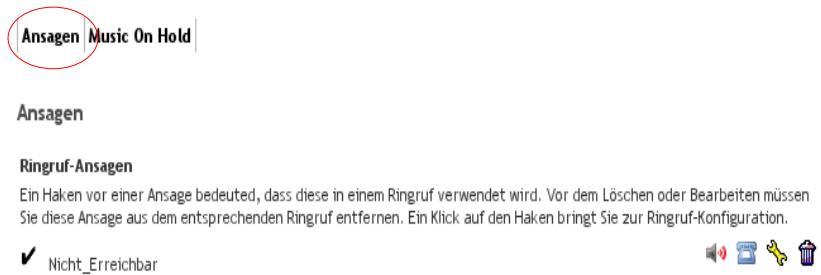 Ansagen Music On Hold
Ansagen
Ringruf-Ansagen
Ein Haken vor einer Ansage bedeuted, dass diese in einem Ringruf verwendet wird. Vor dem Löschen oder Bearbeiten müssen
Sie diese Ansage aus dem entsprechenden Ringruf entfernen. Ein Klick auf den Haken bringt Sie zur Ringruf-Konfiguration.
Nicht_Erreichbar